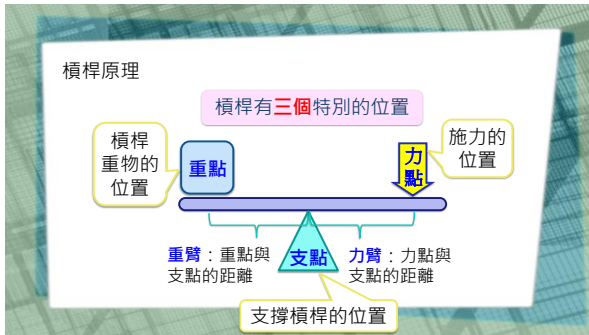 槓桿原理
槓桿有三個特別的位置
槓桿
重物的
位置
重點
力
點
施力的
位置
重臂：重點與
支點的距離
支點
力臂：力點與
支點的距離
支撐槓桿的位置